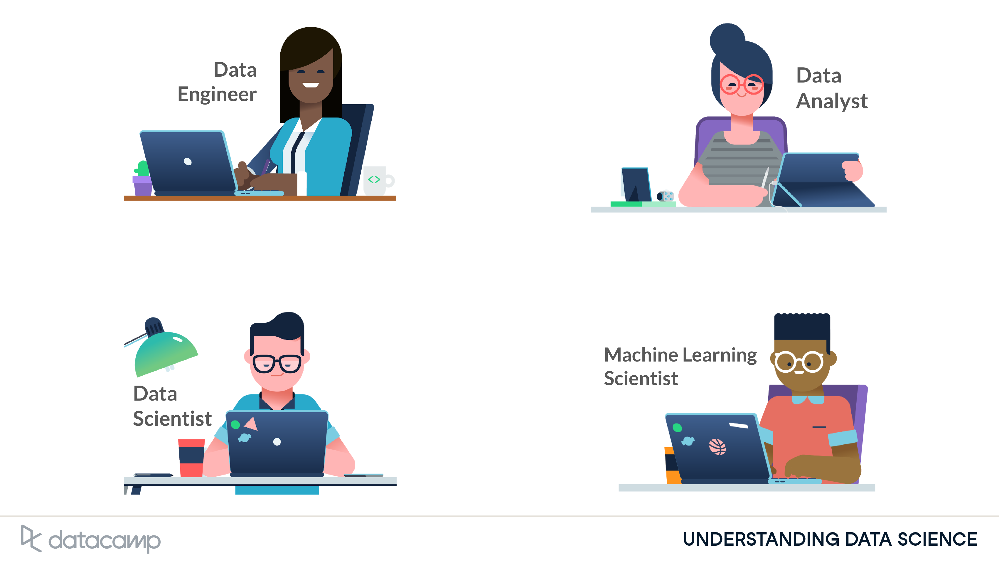 Data
Engineer
Data
Analyst
Data
Scientist
Machine Learning
Scientist
datacamp
UNDERSTANDING DATA SCIENCE